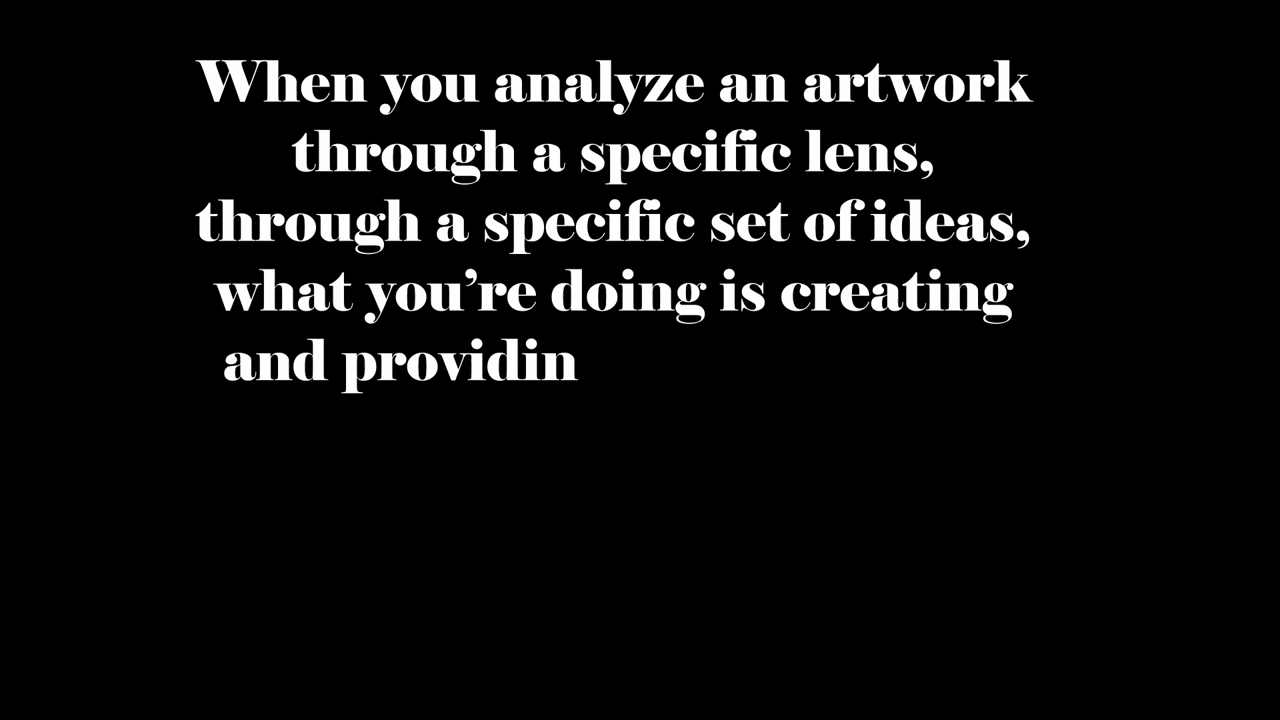 When you analyze an artwork
through a specific lens,
through a specific set of ideas,
what you’re doing is creating
and providin